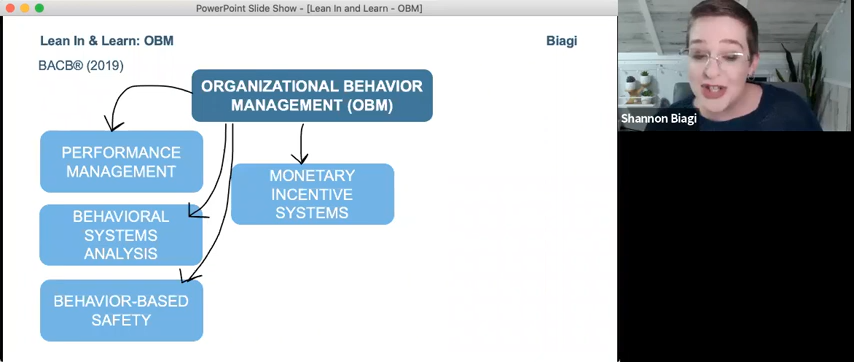 PowerPoint Slide Show - [Lean In and Learn - OBM]
Lean In & Learn: OBM
Biagi
BACB® (2019)
ORGANIZATIONAL BEHAVIOR
MANAGEMENT (OBM)
PERFORMANCE
MANAGEMENT
MONETARY
INCENTIVE
SYSTEMS
BEHAVIORAL
SYSTEMS
ANALYSIS
BEHAVIOR-BASED
SAFETY
Shannon Biagi